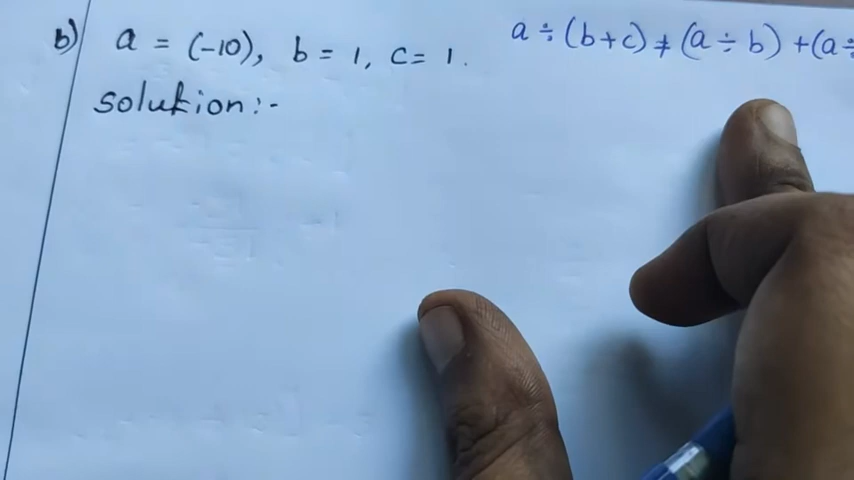 b) a = (-10), b = 1, c = 1. a ÷ (b+c) ≠ (a ÷ b) + (a ÷
solution:-